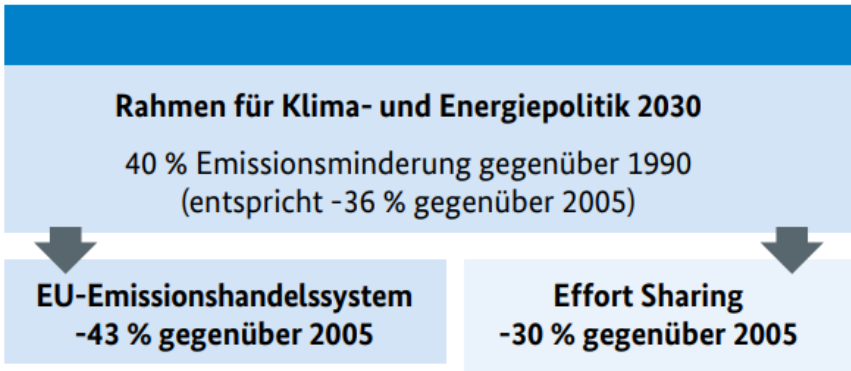 Rahmen für Klima- und Energiepolitik 2030
40 % Emissionsminderung gegenüber 1990
(entspricht -36 % gegenüber 2005)
EU-Emissionshandelssystem
-43 % gegenüber 2005
Effort Sharing
-30 % gegenüber 2005